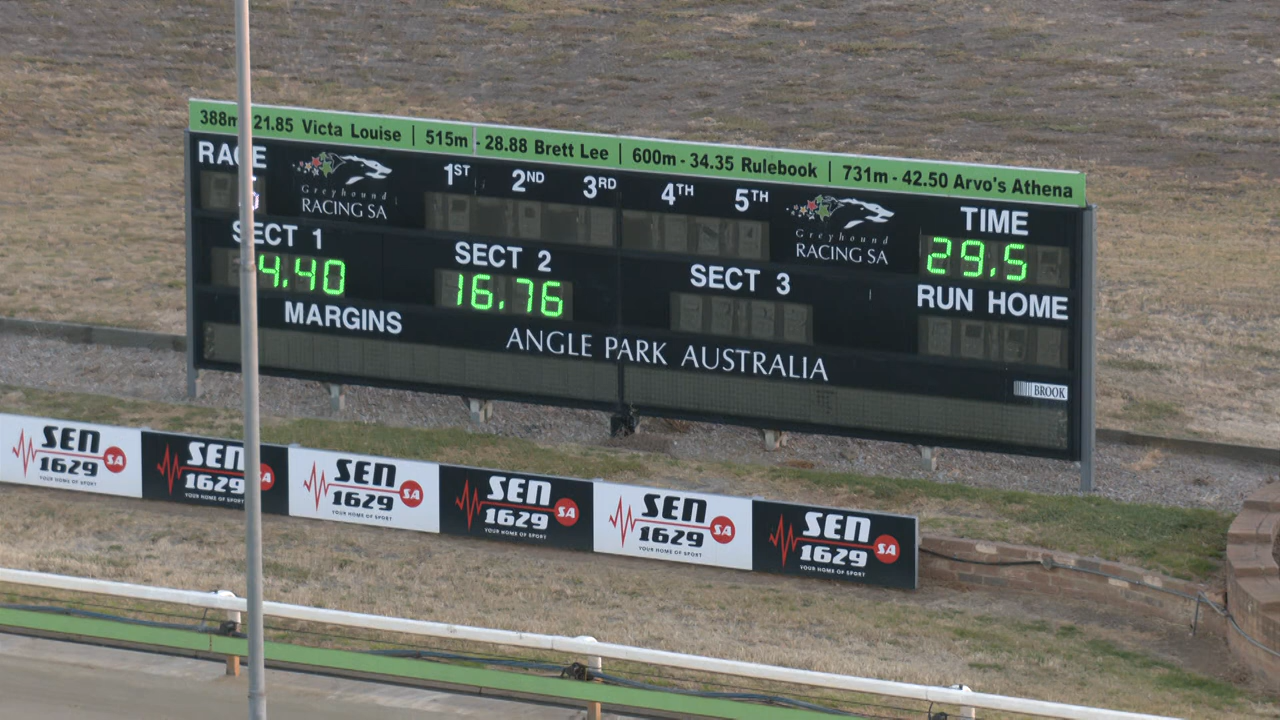 388m 21.85 Victa Louise | 515m - 28.88 Brett Lee | 600m - 34.35 Rulebook | 731m - 42.50 Arvo's Athena
RACE
Greyhound
RACING SA
1ST 2ND 3RD 4TH 5TH
Greyhound
RACING SA
TIME
29.5
SECT 1
4.40
SECT 2
16.76
SECT 3
RUN HOME
MARGINS
ANGLE PARK AUSTRALIA
BROOK
SEN
1629 SA
YOUR HOME OF SPORT
SEN
1629 SA
YOUR HOME OF SPORT
SEN
1629 SA
YOUR HOME OF SPORT
SEN
1629 SA
YOUR HOME OF SPORT
SEN
1629 SA
YOUR HOME OF SPORT
SEN
1629 SA
YOUR HOME OF SPORT